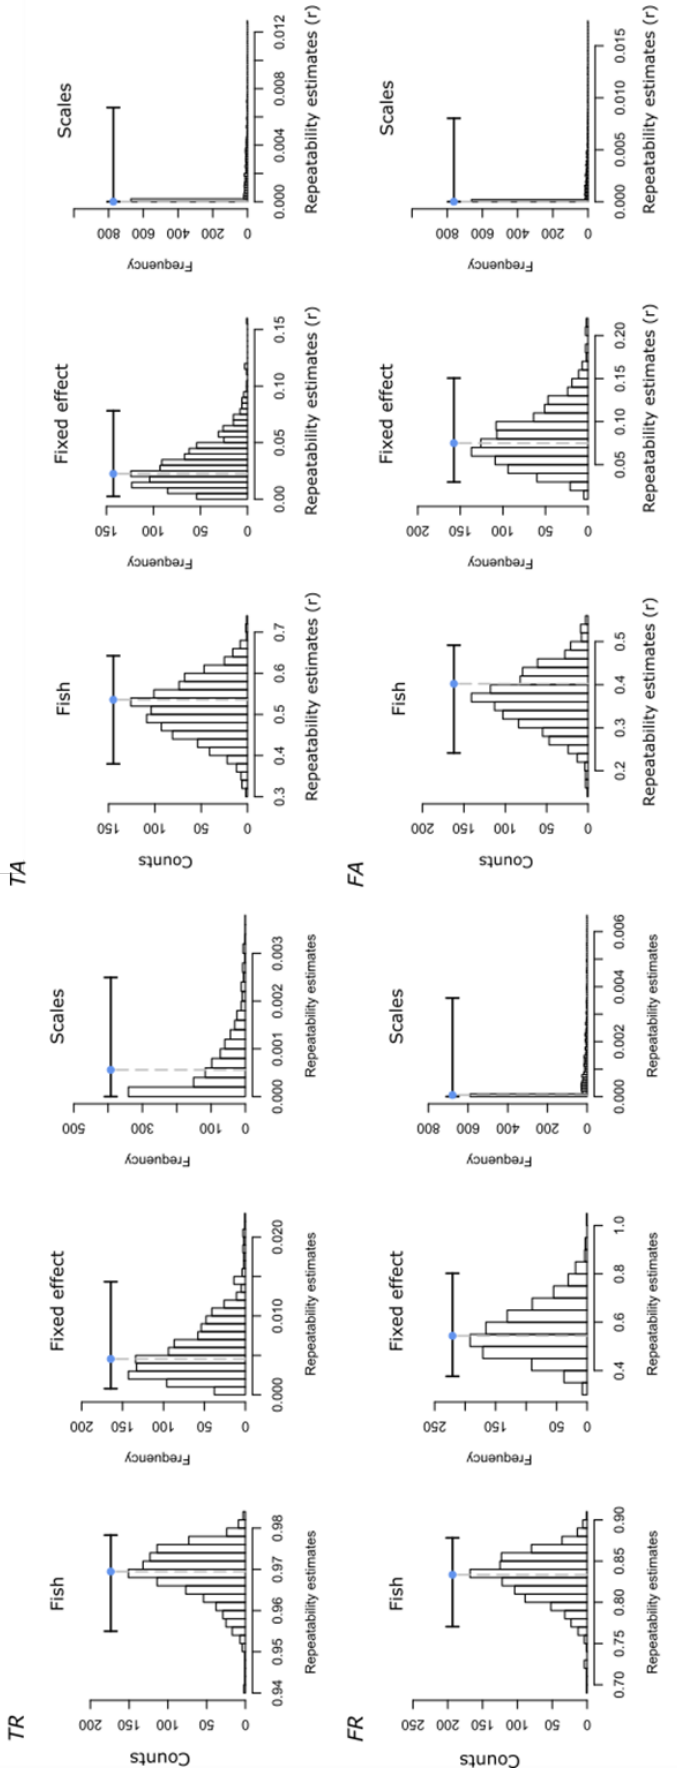 TR
Fish
Counts
200
150
100
50
0
0.94 0.95 0.96 0.97 0.98
Repeatability estimates
Fixed effect
Frequency
200
150
100
50
0
0.000 0.010 0.020
Repeatability estimates
Scales
Frequency
500
300
100
0
0.000 0.001 0.002 0.003
Repeatability estimates
TA
Fish
Counts
150
100
50
0
0.3 0.4 0.5 0.6 0.7
Repeatability estimates (r)
Fixed effect
Frequency
150
100
50
0
0.00 0.05 0.10 0.15
Repeatability estimates (r)
Scales
Frequency
800
600
400
200
0
0.000 0.004 0.008 0.012
Repeatability estimates (r)
FR
Fish
Counts
250
200
150
100
50
0
0.70 0.75 0.80 0.85 0.90
Repeatability estimates
Fixed effect
Frequency
250
150
50
0
0.4 0.6 0.8 1.0
Repeatability estimates
Scales
Frequency
800
600
400
200
0
0.000 0.002 0.004 0.006
Repeatability estimates
FA
Fish
Counts
200
150
100
50
0
0.2 0.3 0.4 0.5
Repeatability estimates (r)
Fixed effect
Frequency
200
150
100
50
0
0.05 0.10 0.15 0.20
Repeatability estimates (r)
Scales
Frequency
800
600
400
200
0
0.000 0.005 0.010 0.015
Repeatability estimates (r)